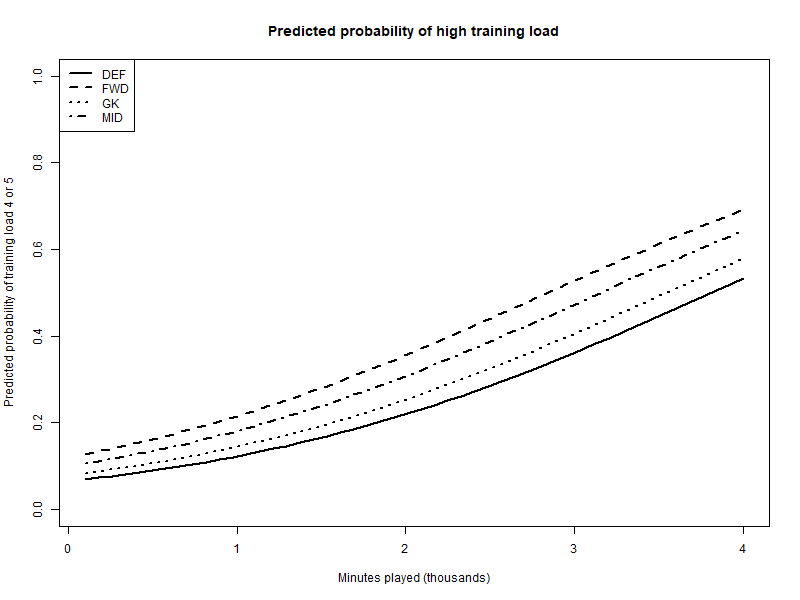 Predicted probability of high training load
DEF
FWD
GK
MID
Predicted probability of training load 4 or 5
1.0
0.8
0.6
0.4
0.2
0.0
0 1 2 3 4
Minutes played (thousands)